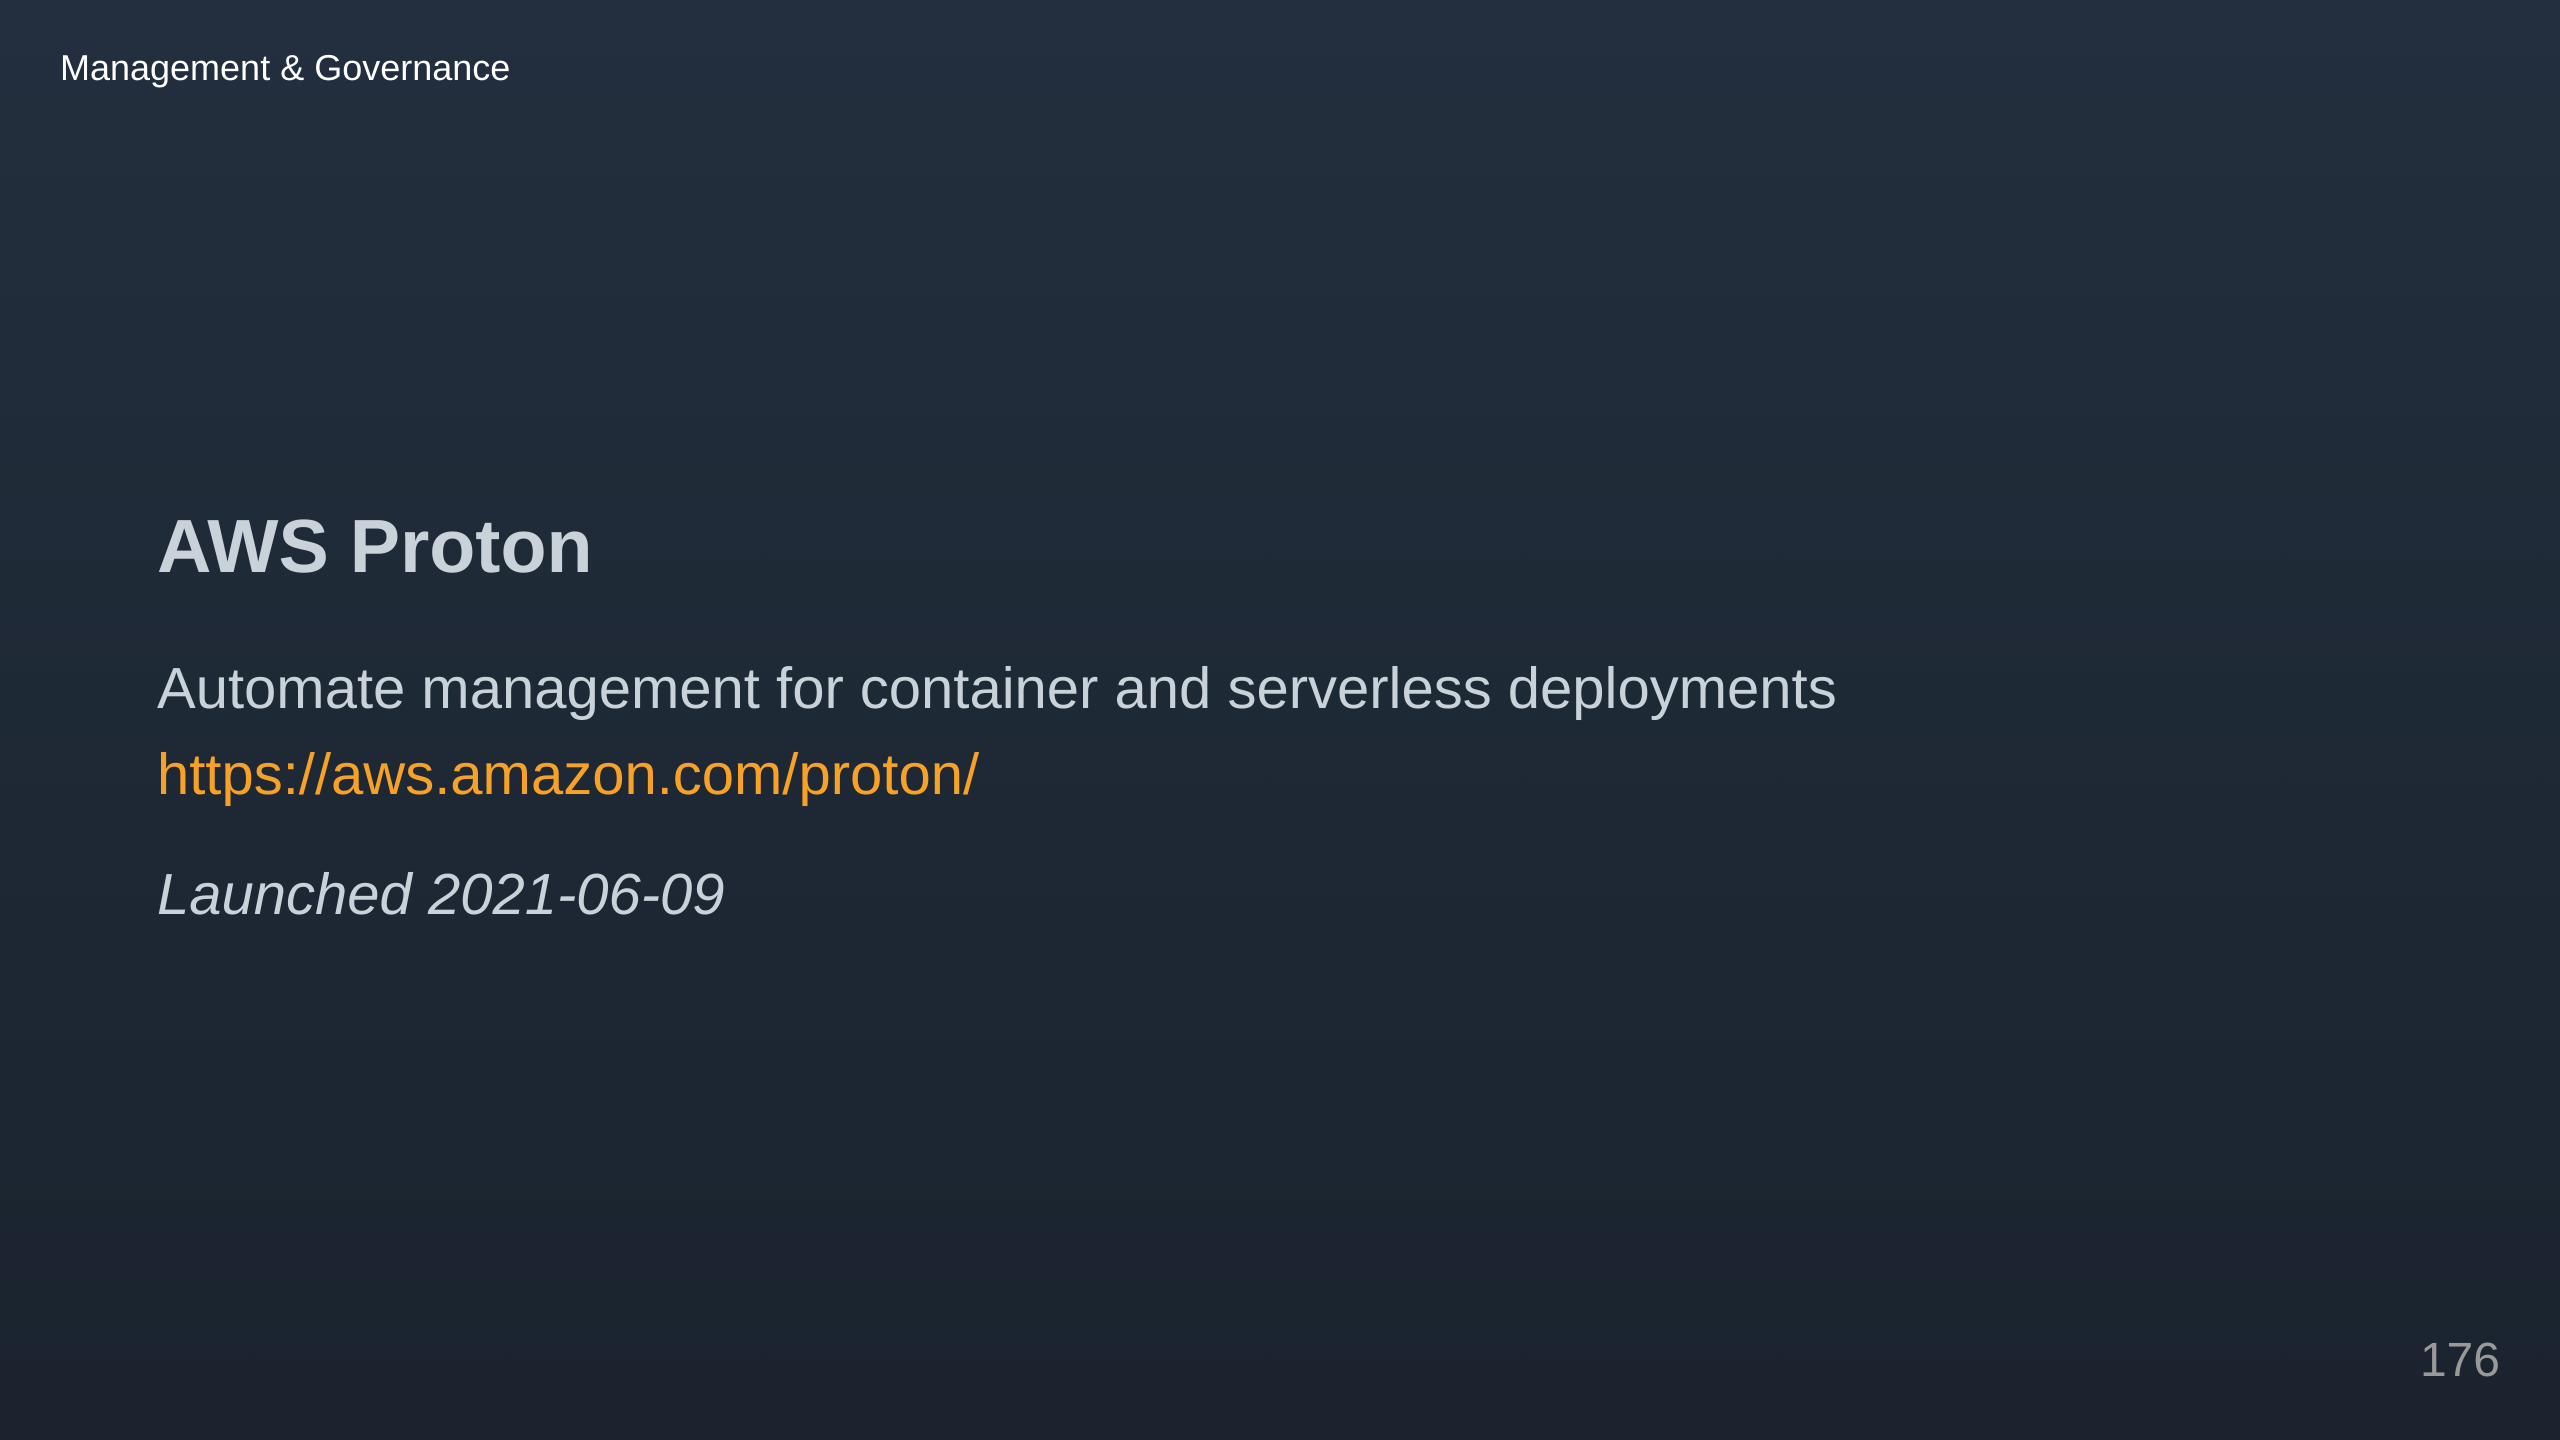 Management & Governance
AWS Proton
Automate management for container and serverless deployments
https://aws.amazon.com/proton/
Launched 2021-06-09
176